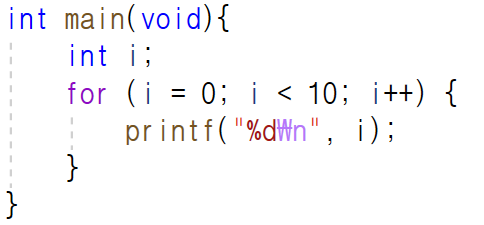 int main(void){
    int i;
    for (i = 0; i < 10; i++) {
        printf("%d₩n", i);
    }
}